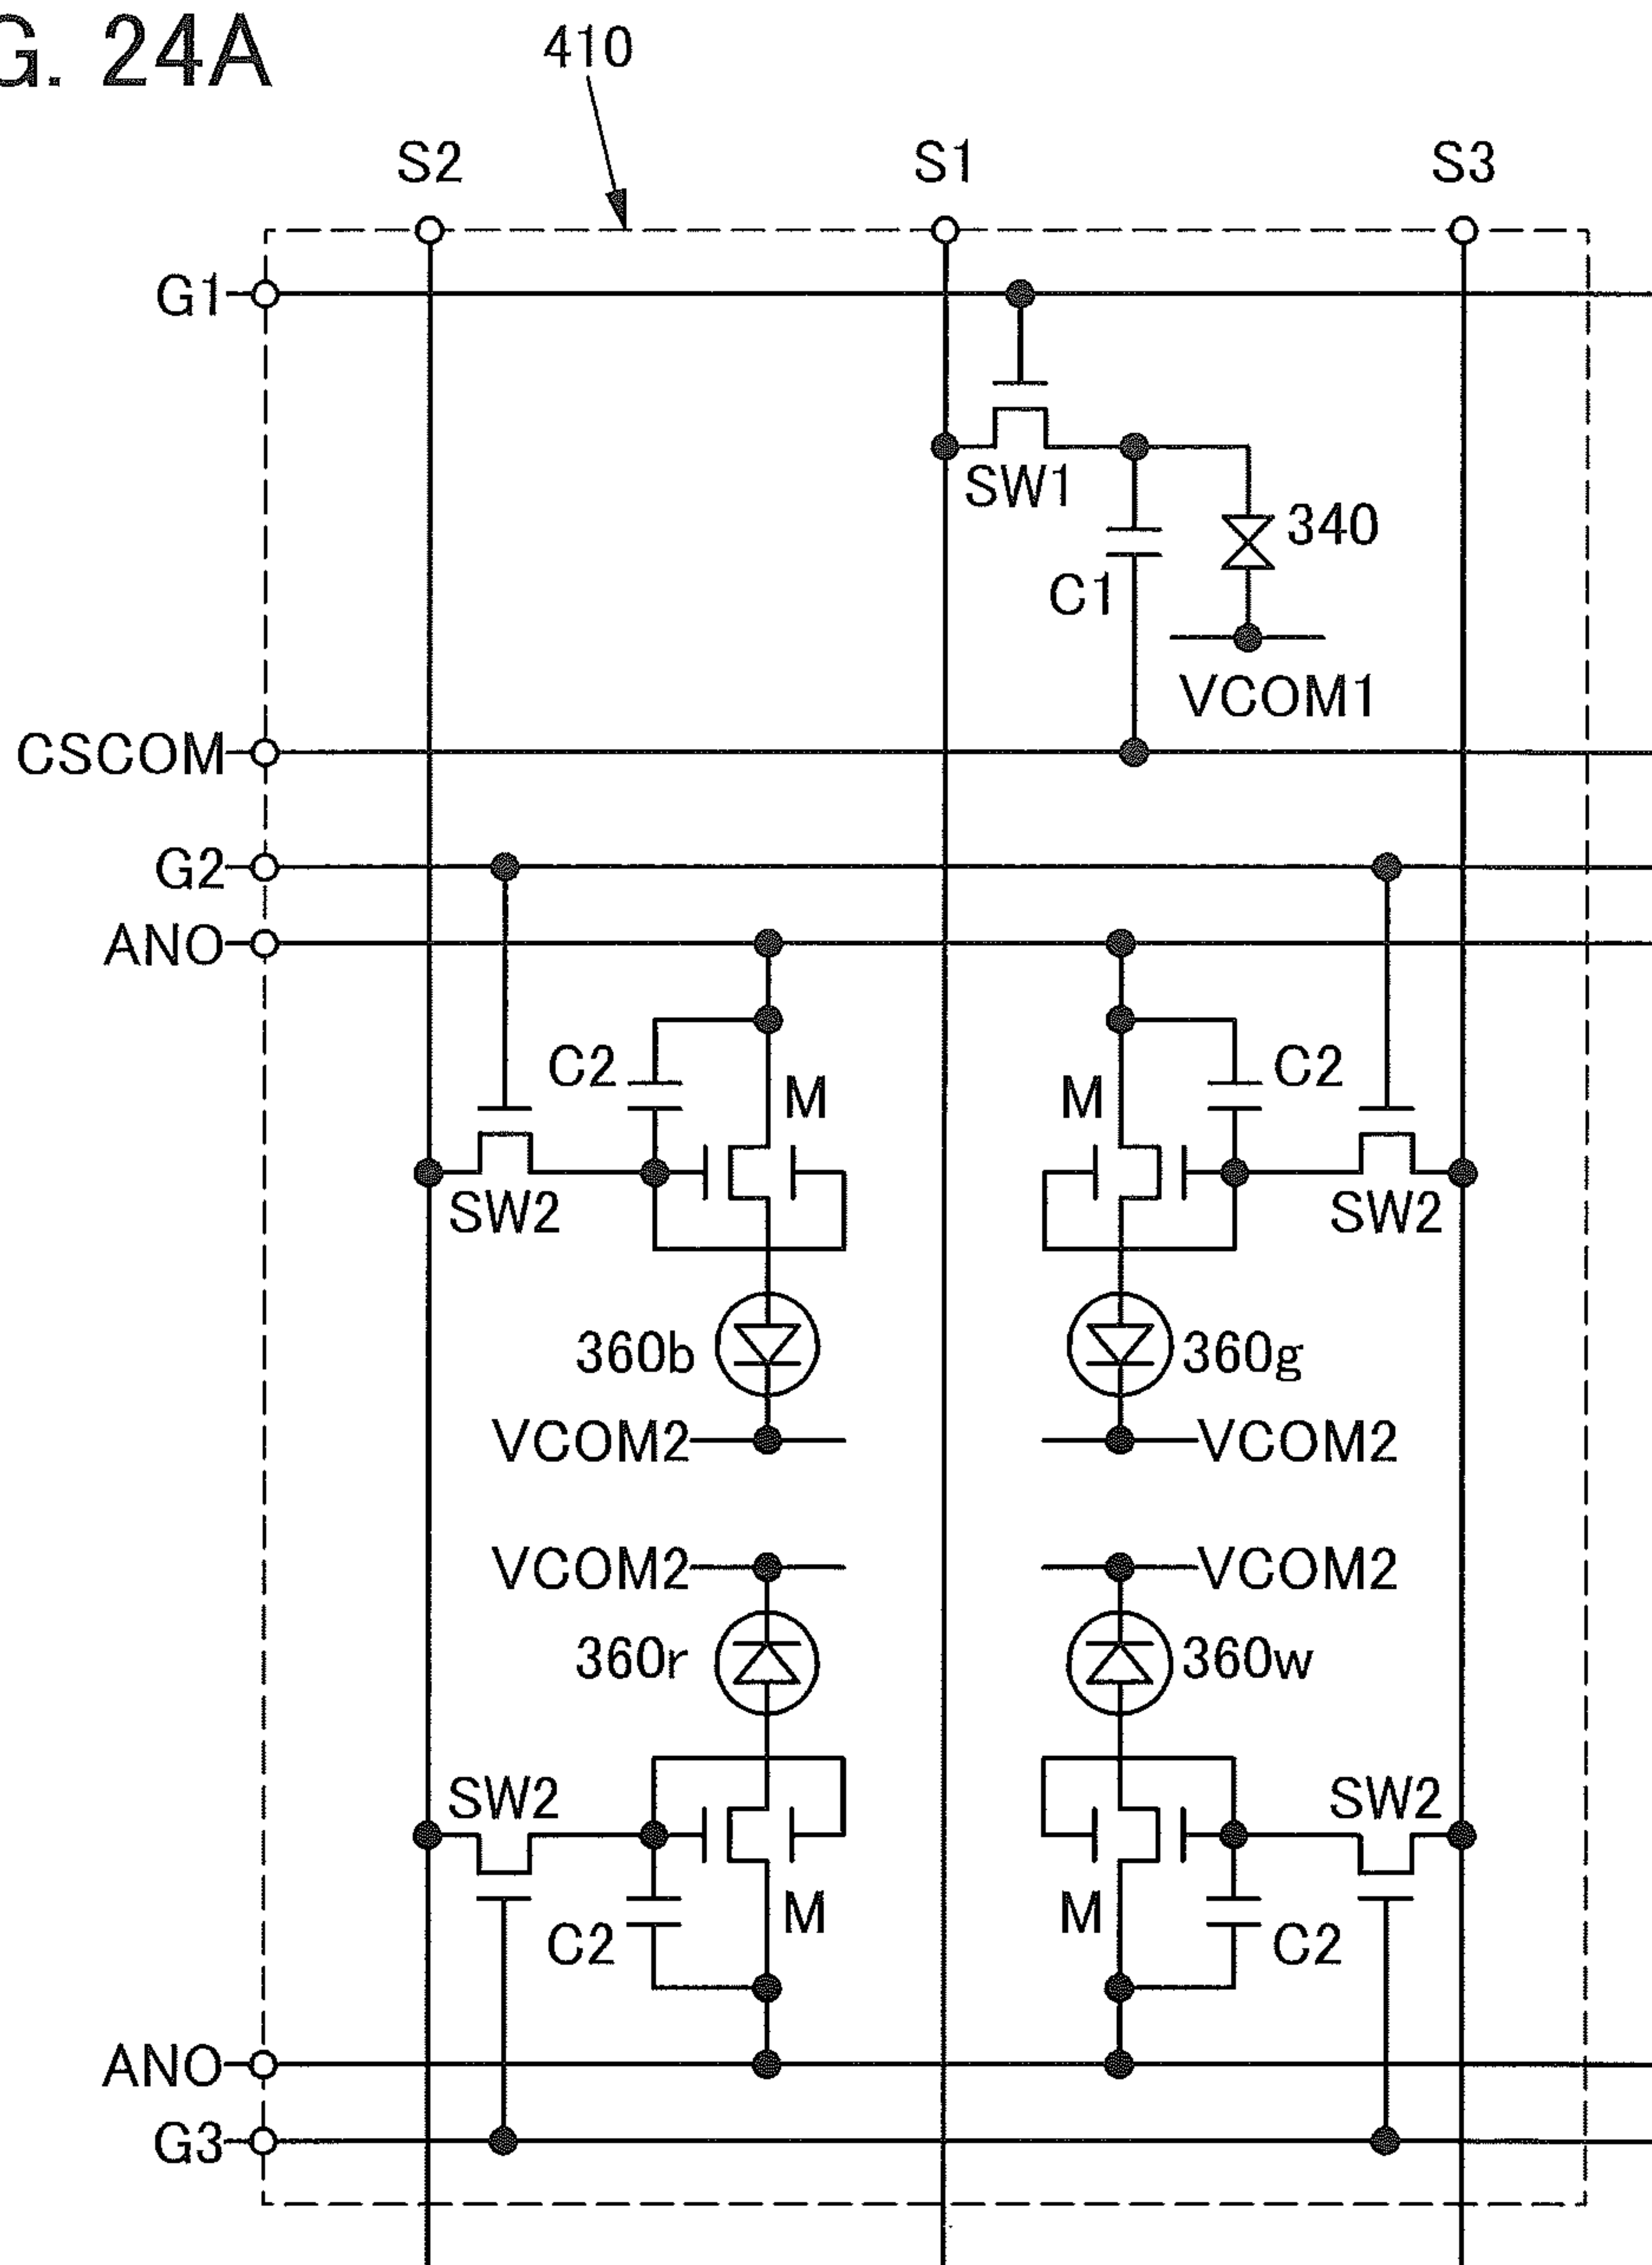 G. 24A
410
S2 S1 S3
G1
SW1
340
C1
VCOM1
CSCOM
G2
ANO
C2 M M C2
SW2 SW2
360b 360g
VCOM2 VCOM2
VCOM2 VCOM2
360r 360w
SW2 SW2
C2 M M C2
ANO
G3